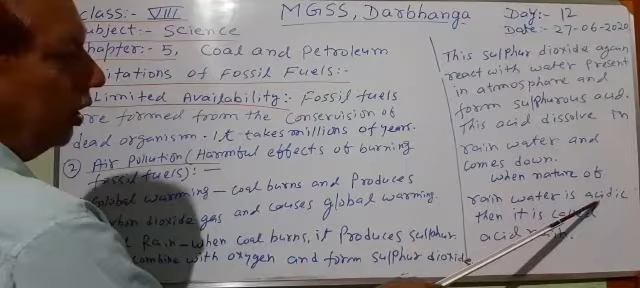 Class:- VIII
MGSS, Darbhanga
Day:- 12
Subject:- Science
Date:- 27-06-2020
Chapter:- 5, Coal and Petroleum
itations of Fossil Fuels:-
Limited Availability:- Fossil fuels
are formed from the Conservision of
dead organism. It takes millions of years.
② Air Pollution (Harmful effects of burning
fossil fuels):-
Global warming - Coal burns and Produces
carbon dioxide gas and causes global warming.
Rain - When coal burns, it Produces sulphur.
combine with oxygen and form sulphur dioxide
This sulphur dioxide again
react with water Present
in atmosphare and
form sulphurous acid.
This acid dissolve in
rain water and
comes down.
When nature of
rain water is acidic
then it is called
acid rain.